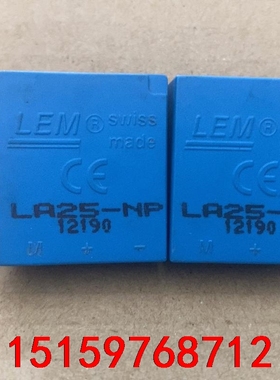 LEM® swiss
made
CE
LA25-NP
12190
M + -
LEM®
CE
LA25-
12190
M +
15159768712